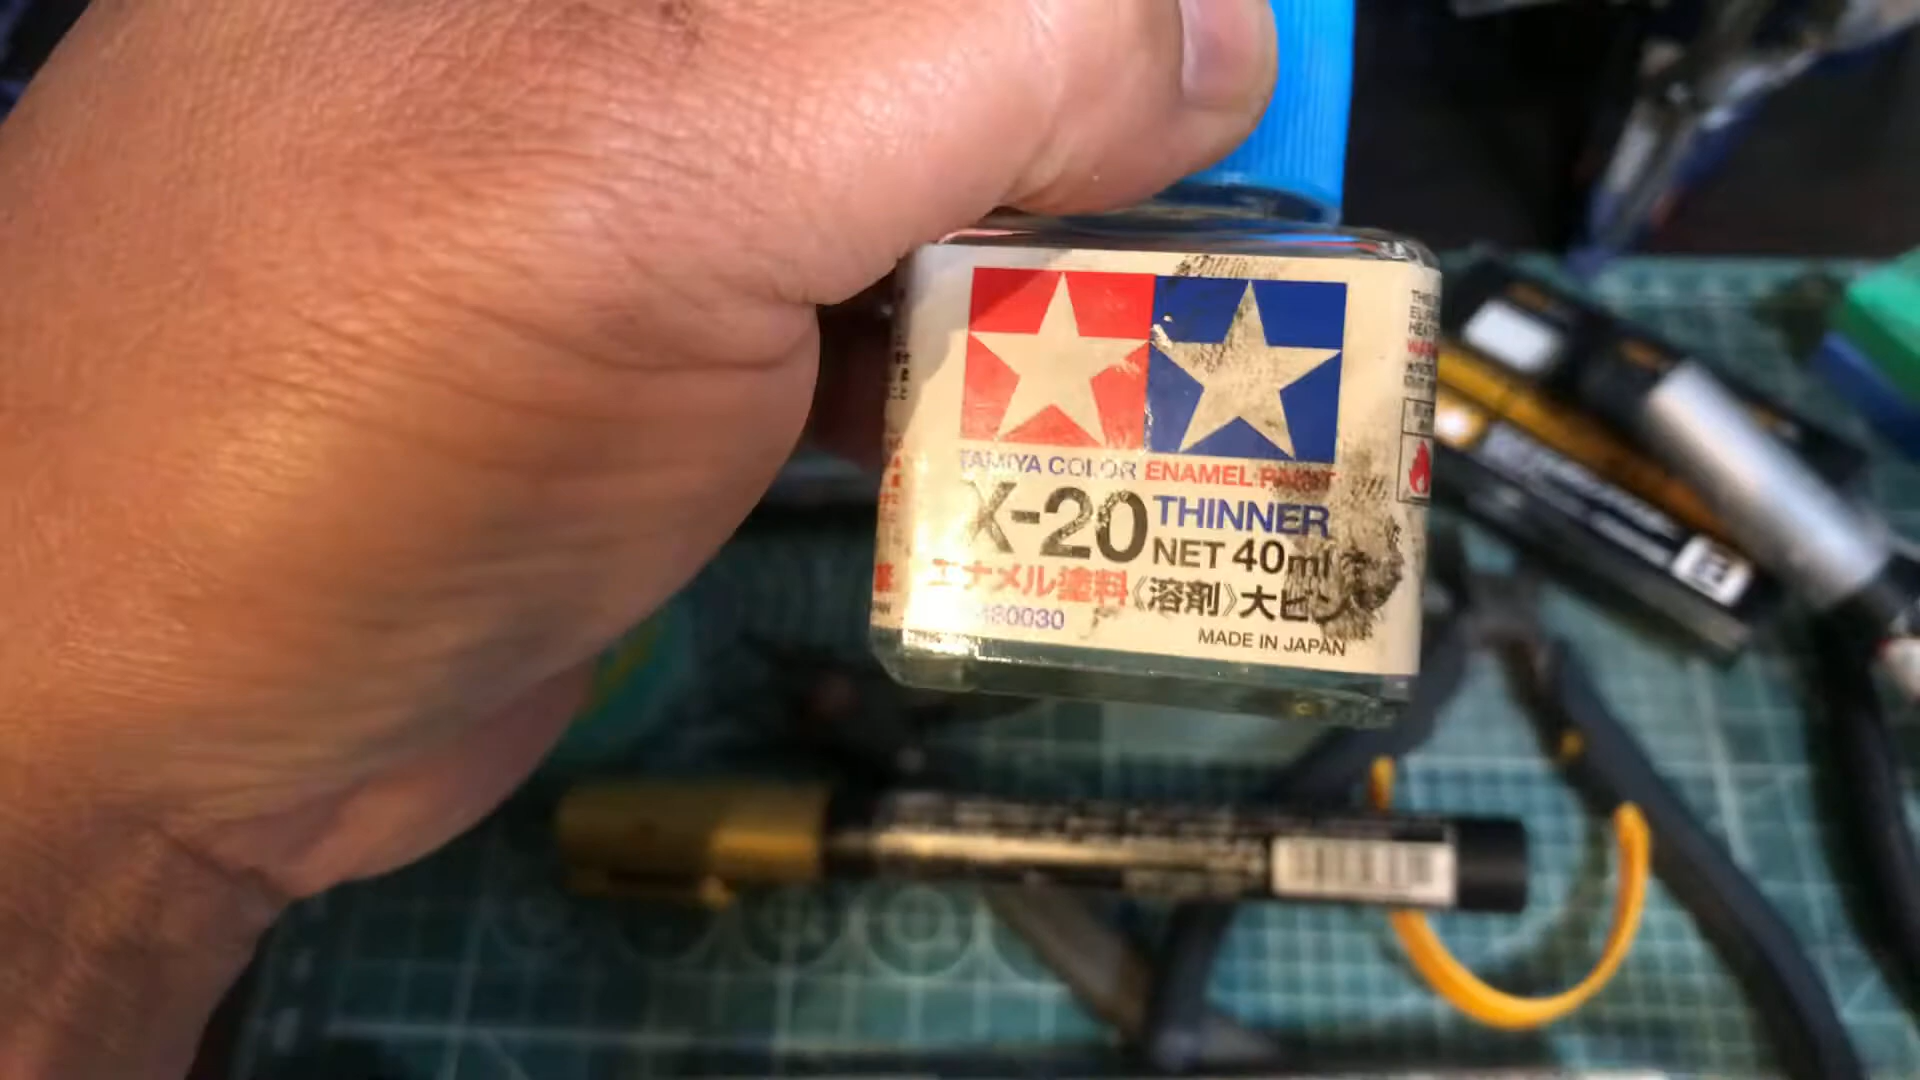 TAMIYA COLOR ENAMEL PAINT
X-20 THINNER
NET 40ml
エナメル塗料《溶剤》大ビン
80030
MADE IN JAPAN